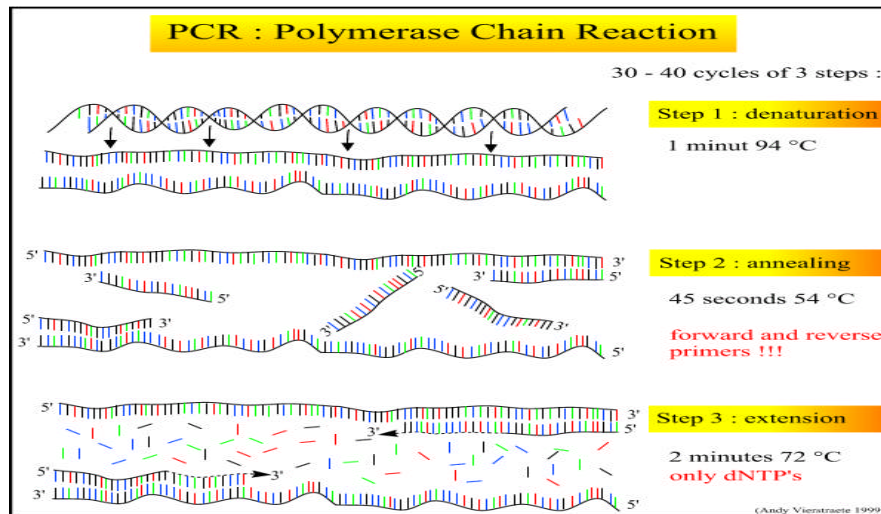 PCR : Polymerase Chain Reaction
30 - 40 cycles of 3 steps :
Step 1 : denaturation
1 minut 94 °C
5' 3'
3' 5'
Step 2 : annealing
5' 5'
5' 5'
45 seconds 54 °C
3' 3' 3'
3' 5'
forward and reverse
primers !!!
5' 3'
Step 3 : extension
3' 5'
2 minutes 72 °C
5' 3'
only dNTP's
3' 5'
(Andy Vierstraete 1999